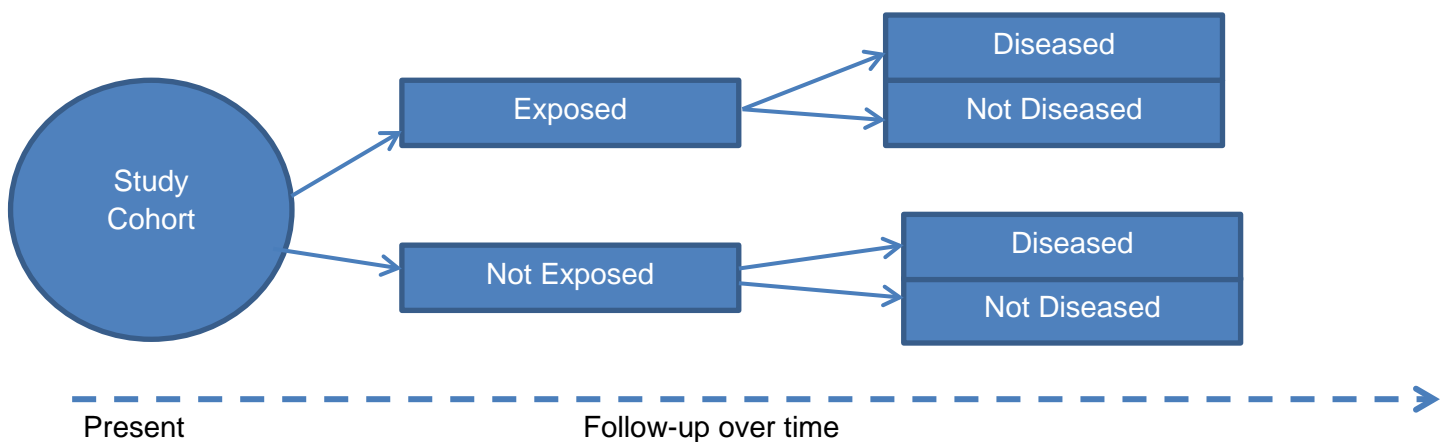 Study
Cohort
Exposed
Diseased
Not Diseased
Not Exposed
Diseased
Not Diseased
Present
Follow-up over time